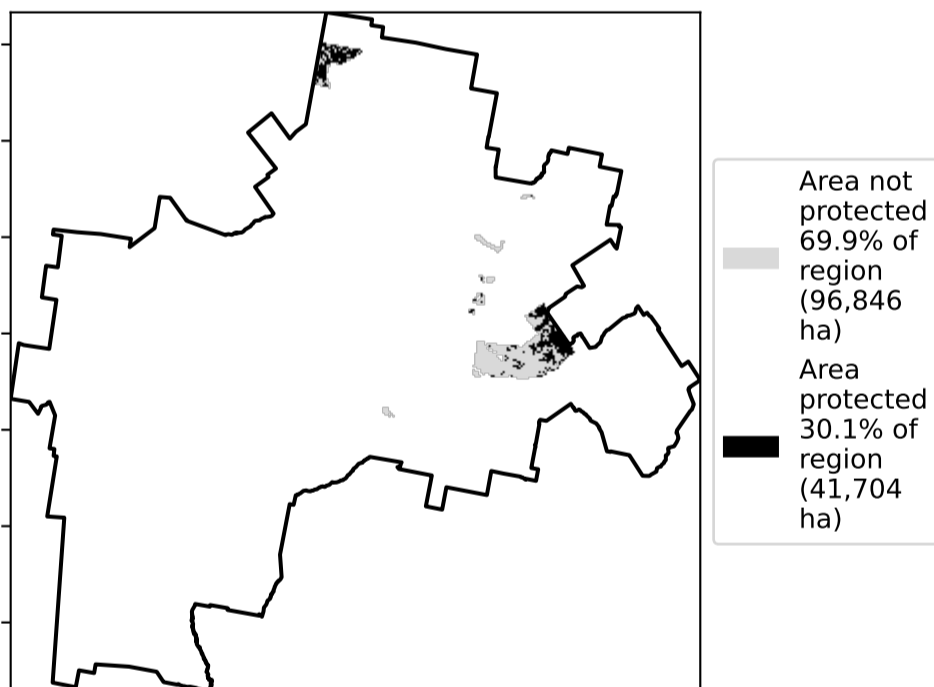 Area not
protected
69.9% of
region
(96,846
ha)
Area
protected
30.1% of
region
(41,704
ha)